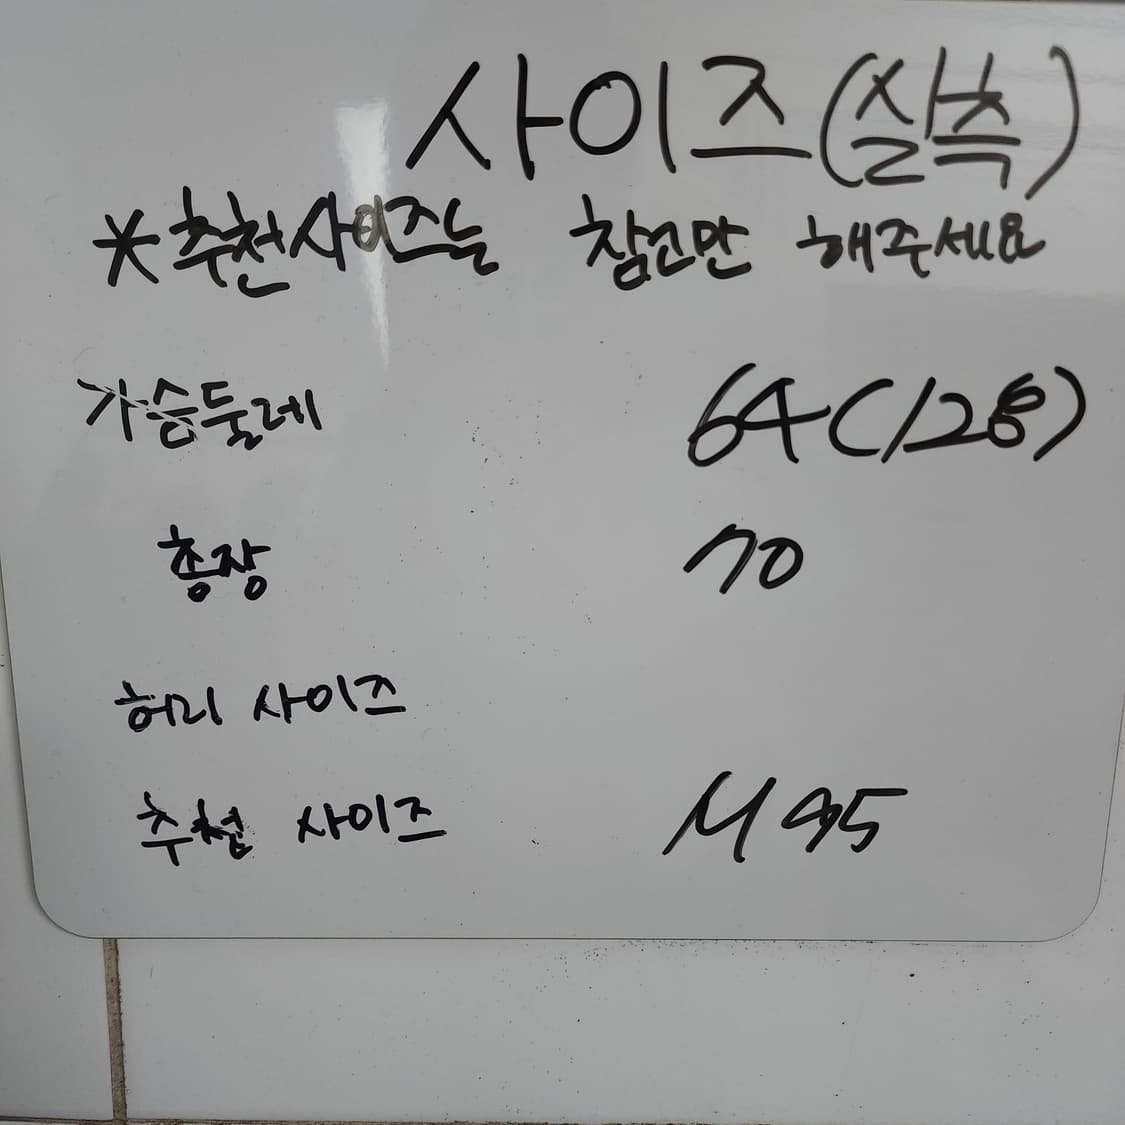 사이즈(실측)
*추천사이즈는 참고만 해주세요
가슴둘레 64(128)
총장 70
허리 사이즈
추천 사이즈 M 95